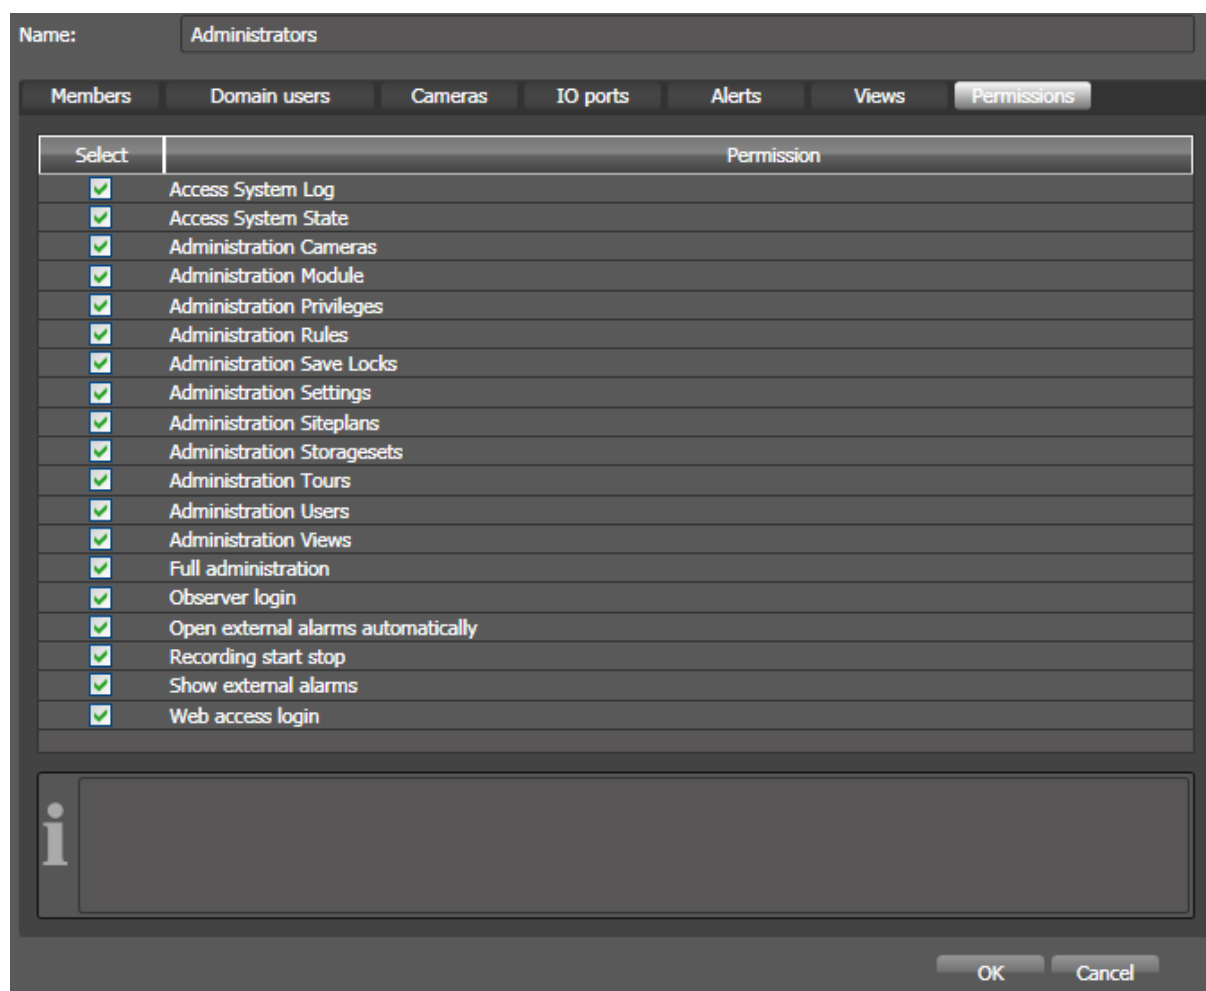 Name: Administrators
Members Domain users Cameras IO ports Alerts Views Permissions
Select Permission
Access System Log
Access System State
Administration Cameras
Administration Module
Administration Privileges
Administration Rules
Administration Save Locks
Administration Settings
Administration Siteplans
Administration Storagesets
Administration Tours
Administration Users
Administration Views
Full administration
Observer login
Open external alarms automatically
Recording start stop
Show external alarms
Web access login
OK Cancel